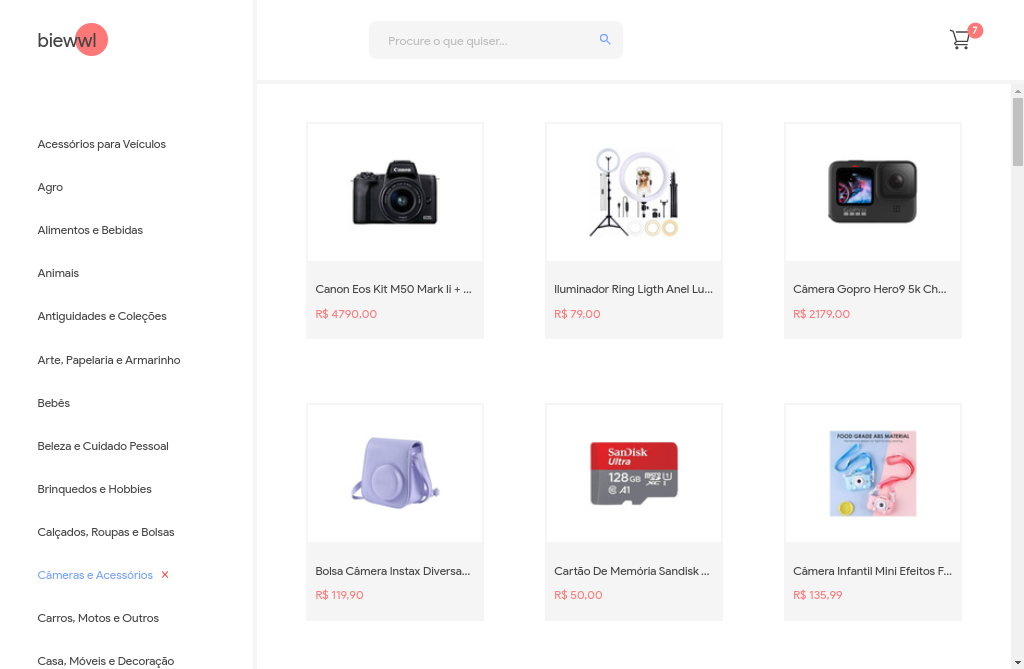 biewwl
Procure o que quiser...
7
Acessórios para Veículos
Agro
Alimentos e Bebidas
Animais
Antiguidades e Coleções
Arte, Papelaria e Armarinho
Bebês
Beleza e Cuidado Pessoal
Brinquedos e Hobbies
Calçados, Roupas e Bolsas
Câmeras e Acessórios
Carros, Motos e Outros
Casa, Móveis e Decoração
Canon
Canon Eos Kit M50 Mark Ii + ...
R$ 4790,00
Iluminador Ring Ligth Anel Lu...
R$ 79,00
Câmera Gopro Hero9 5k Ch...
R$ 2179,00
Bolsa Câmera Instax Diversa...
R$ 119,90
SanDisk
Ultra
128GB
A1
Cartão De Memória Sandisk ...
R$ 50,00
FOOD GRADE ABS MATERIAL
Câmera Infantil Mini Efeitos F...
R$ 135,99